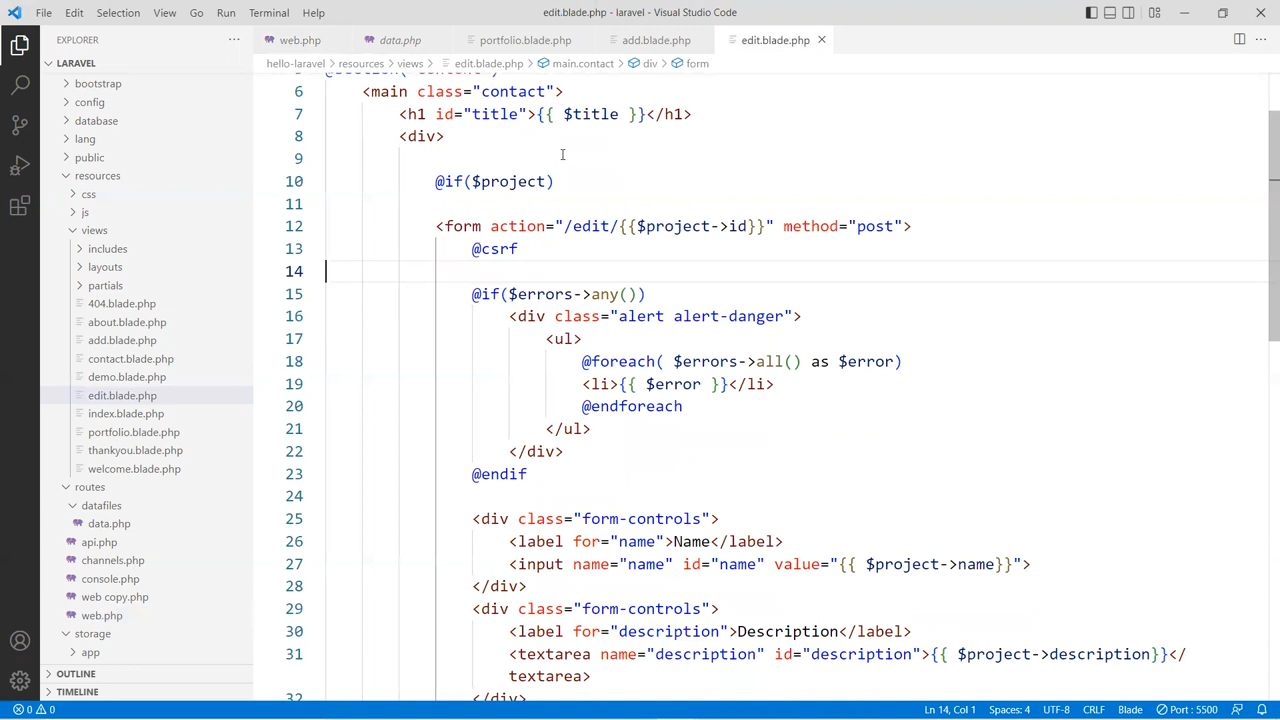 File Edit Selection View Go Run Terminal Help
edit.blade.php - laravel - Visual Studio Code
EXPLORER
LARAVEL
bootstrap
config
database
lang
public
resources
css
js
views
includes
layouts
partials
404.blade.php
about.blade.php
add.blade.php
contact.blade.php
demo.blade.php
edit.blade.php
index.blade.php
portfolio.blade.php
thankyou.blade.php
welcome.blade.php
routes
datafiles
data.php
api.php
channels.php
console.php
web copy.php
web.php
storage
app
OUTLINE
TIMELINE
web.php data.php portfolio.blade.php add.blade.php edit.blade.php
hello-laravel > resources > views > edit.blade.php > main.contact > div > form
6 <main class="contact">
7 <h1 id="title">{{ $title }}</h1>
8 <div>
9
10 @if($project)
11
12 <form action="/edit/{{$project->id}}" method="post">
13 @csrf
14
15 @if($errors->any())
16 <div class="alert alert-danger">
17 <ul>
18 @foreach( $errors->all() as $error)
19 <li>{{ $error }}</li>
20 @endforeach
21 </ul>
22 </div>
23 @endif
24
25 <div class="form-controls">
26 <label for="name">Name</label>
27 <input name="name" id="name" value="{{ $project->name}}">
28 </div>
29 <div class="form-controls">
30 <label for="description">Description</label>
31 <textarea name="description" id="description">{{ $project->description}}</
textarea>
32 </div>
0 0 Ln 14, Col 1 Spaces: 4 UTF-8 CRLF Blade Port : 5500